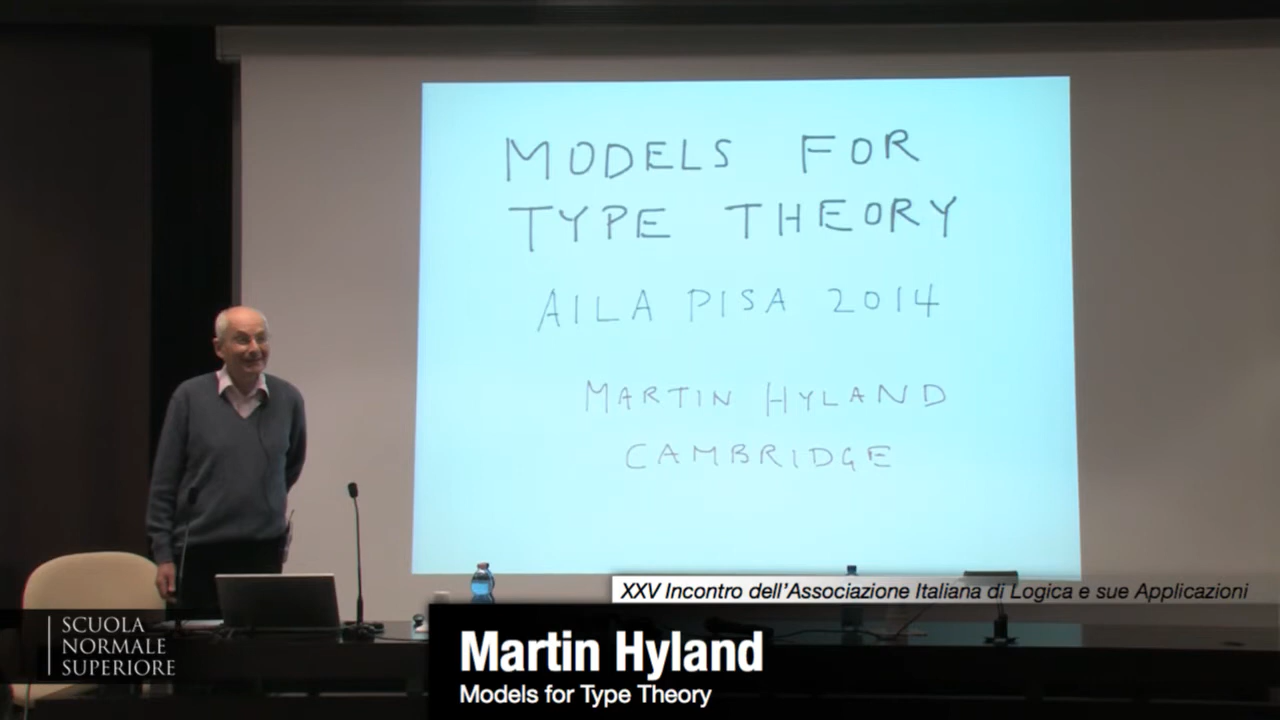 MODELS FOR
TYPE THEORY
AILA PISA 2014
MARTIN HYLAND
CAMBRIDGE
XXV Incontro dell'Associazione Italiana di Logica e sue Applicazioni
SCUOLA
NORMALE
SUPERIORE
Martin Hyland
Models for Type Theory